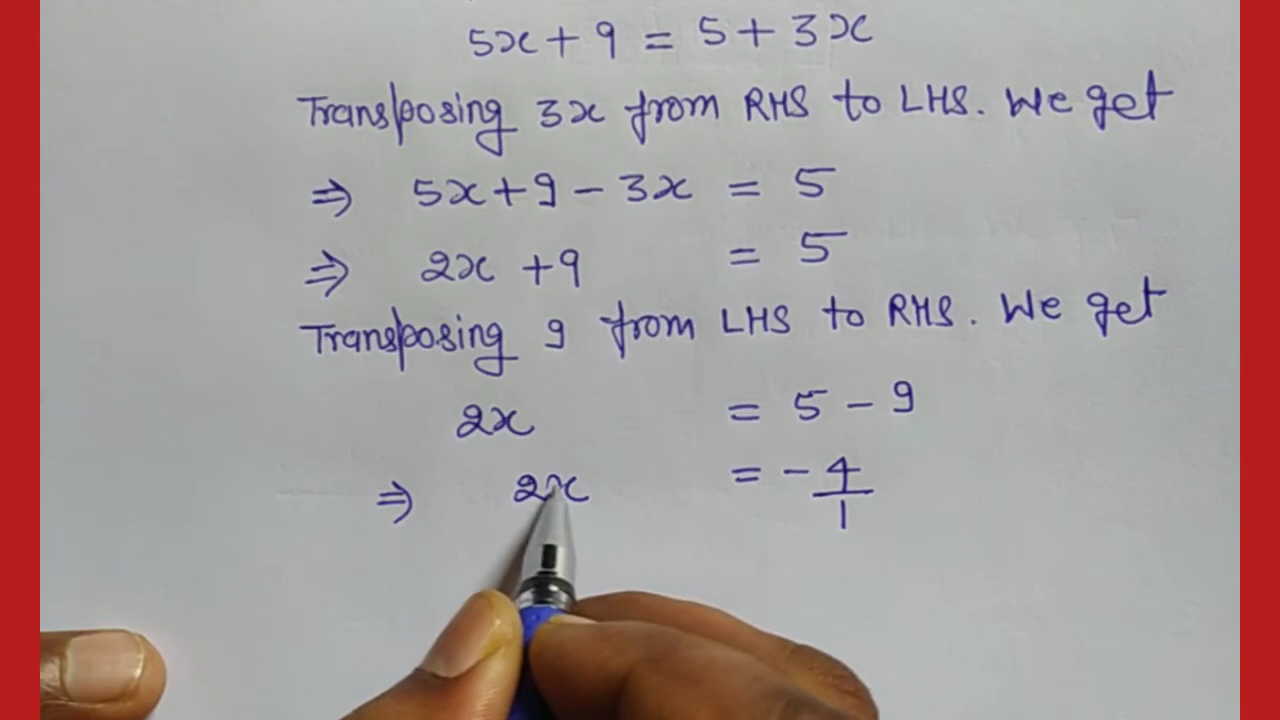 5x + 9 = 5 + 3x
Transposing 3x from RHS to LHS. We get
⇒ 5x + 9 - 3x = 5
⇒ 2x + 9 = 5
Transposing 9 from LHS to RHS. We get
2x = 5 - 9
⇒ 2x = -4/1